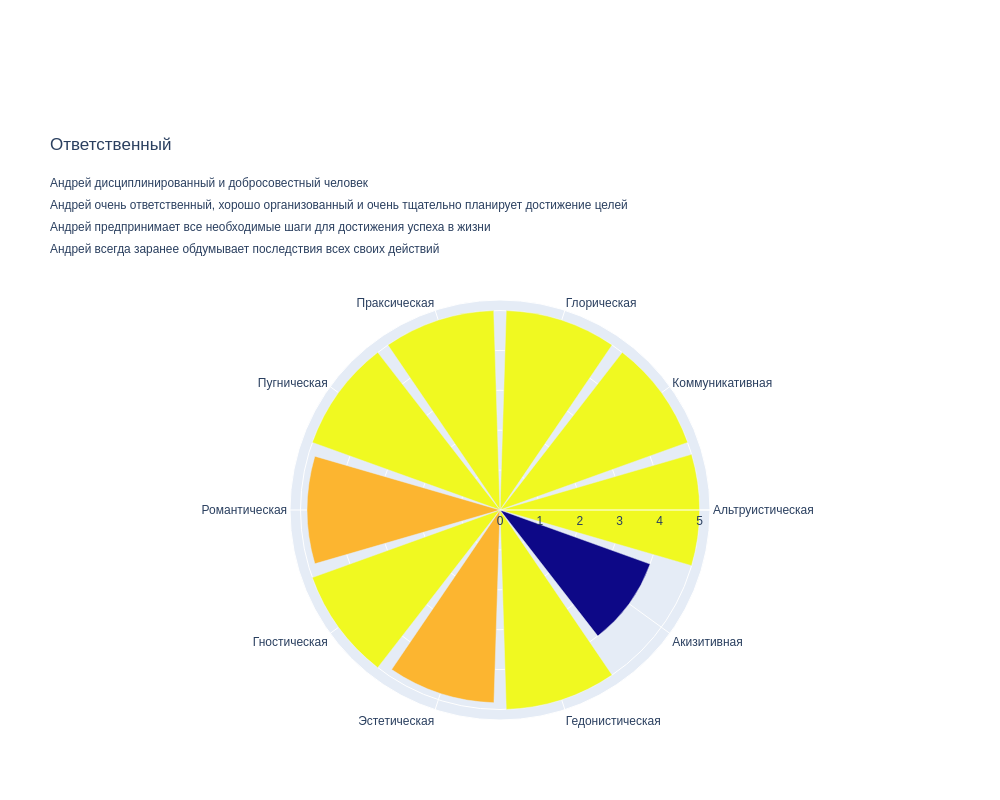 Ответственный
Андрей дисциплинированный и добросовестный человек
Андрей очень ответственный, хорошо организованный и очень тщательно планирует достижение целей
Андрей предпринимает все необходимые шаги для достижения успеха в жизни
Андрей всегда заранее обдумывает последствия всех своих действий
Праксическая
Глорическая
Пугническая
Коммуникативная
Романтическая
Альтруистическая
0 1 2 3 4 5
Гностическая
Акизитивная
Эстетическая
Гедонистическая